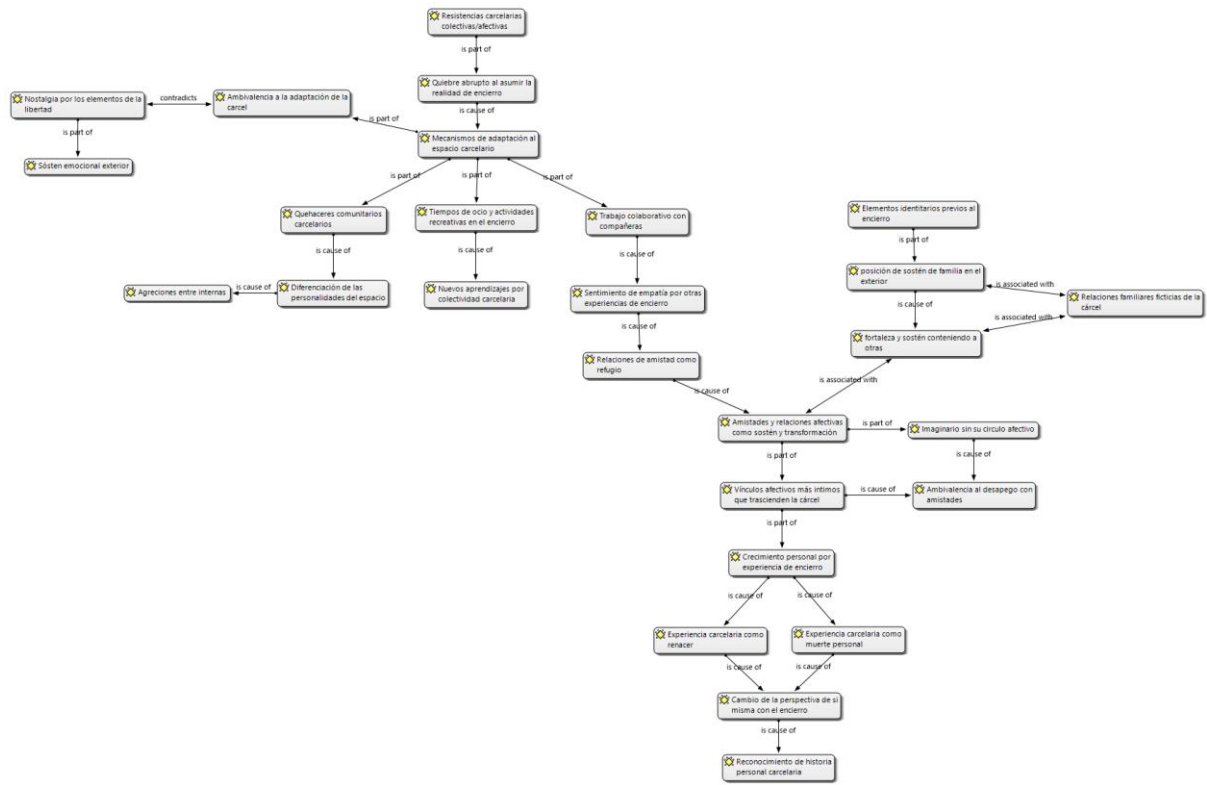 Resistencias carcelarias
colectivas/afectivas
is part of
Quiebre abrupto al asumir la
realidad de encierro
is cause of
Nostalgia por los elementos de la
libertad
contradicts
Ambivalencia a la adaptación de la
carcel
is part of
Mecanismos de adaptación al
espacio carcelario
is part of
Sósten emocional exterior
is part of
is part of
is part of
Quehaceres comunitarios
carcelarios
Tiempos de ocio y actividades
recreativas en el encierro
Trabajo colaborativo con
compañeras
Elementos identitarios previos al
encierro
is cause of
is cause of
is cause of
is part of
Agreciones entre internas
is cause of
Diferenciación de las
personalidades del espacio
Nuevos aprendizajes por
colectividad carcelaria
Sentimiento de empatía por otras
experiencias de encierro
posición de sostén de familia en el
exterior
is associated with
Relaciones familiares ficticias de la
cárcel
is cause of
is associated with
is cause of
fortaleza y sostén conteniendo a
otras
Relaciones de amistad como
refugio
is associated with
is cause of
Amistades y relaciones afectivas
como sostén y transformación
is part of
Imaginario sin su circulo afectivo
is part of
is cause of
Vínculos afectivos más intimos
que trascienden la cárcel
is cause of
Ambivalencia al desapego con
amistades
is part of
Crecimiento personal por
experiencia de encierro
is cause of
is cause of
Experiencia carcelaria como
renacer
Experiencia carcelaria como
muerte personal
is cause of
is cause of
Cambio de la perspectiva de si
misma con el encierro
is cause of
Reconocimiento de historia
personal carcelaria